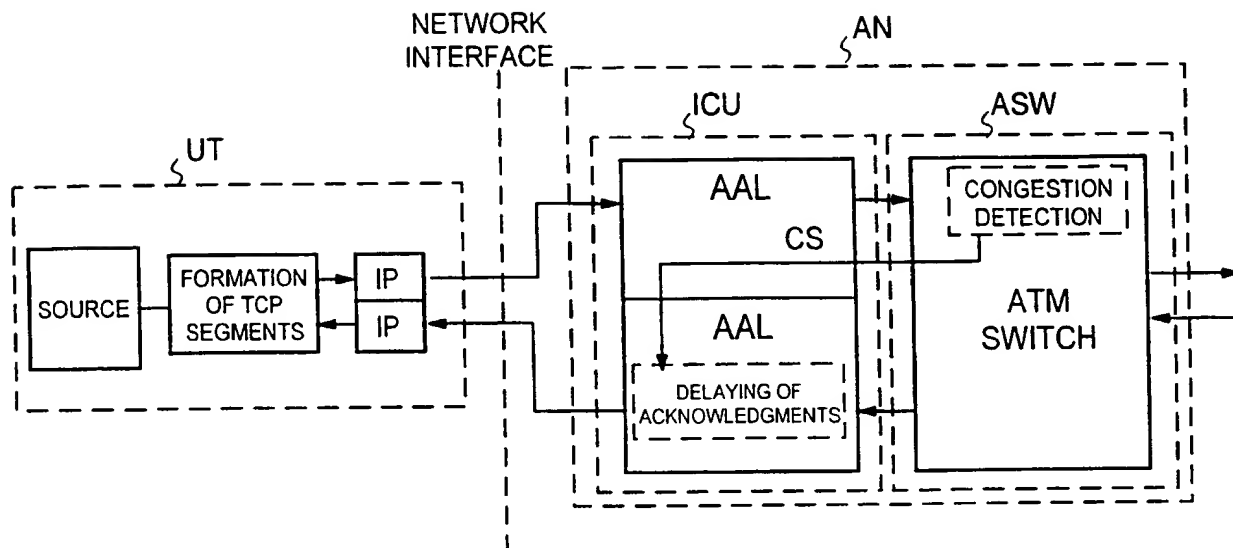 NETWORK
INTERFACE
AN
ICU
ASW
UT
AAL
CONGESTION
DETECTION
CS
SOURCE
FORMATION
OF TCP
SEGMENTS
IP
IP
AAL
ATM
SWITCH
DELAYING OF
ACKNOWLEDGMENTS